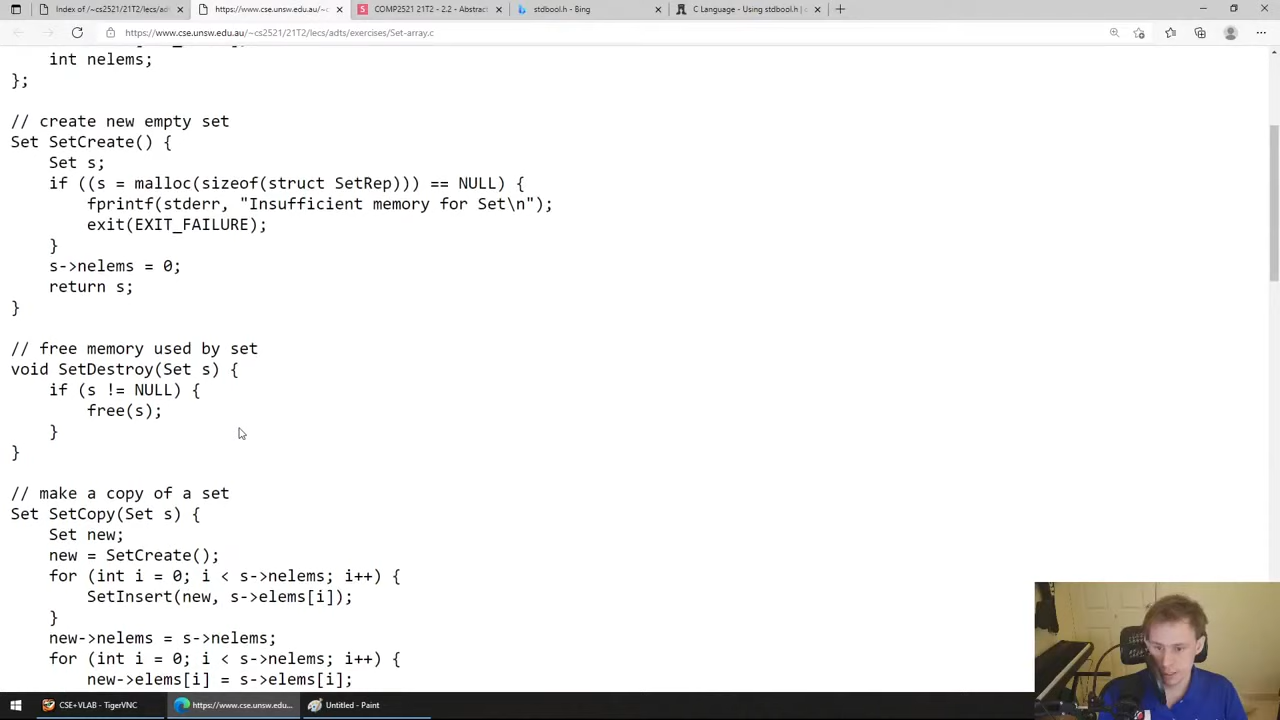 Index of /~cs2521/21T2/lecs/adts/
https://www.cse.unsw.edu.au/~cs
COMP2521 21T2 - 2.2 - Abstract
stdbool.h - Bing
C Language - Using stdbool.h | c
https://www.cse.unsw.edu.au/~cs2521/21T2/lecs/adts/exercises/Set-array.c
int nelems;
};
// create new empty set
Set SetCreate() {
Set s;
if ((s = malloc(sizeof(struct SetRep))) == NULL) {
fprintf(stderr, "Insufficient memory for Set\n");
exit(EXIT_FAILURE);
}
s->nelems = 0;
return s;
}
// free memory used by set
void SetDestroy(Set s) {
if (s != NULL) {
free(s);
}
}
// make a copy of a set
Set SetCopy(Set s) {
Set new;
new = SetCreate();
for (int i = 0; i < s->nelems; i++) {
SetInsert(new, s->elems[i]);
}
new->nelems = s->nelems;
for (int i = 0; i < s->nelems; i++) {
new->elems[i] = s->elems[i];
CSE+VLAB - TigerVNC
https://www.cse.unsw.edu...
Untitled - Paint